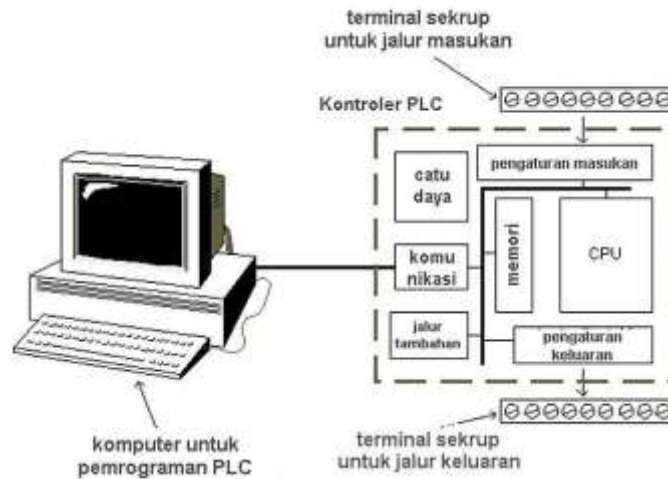 terminal sekrup
untuk jalur masukan
Kontroler PLC
pengaturan masukan
catu
daya
memori
CPU
komu
nikasi
jalur
tambahan
pengaturan
keluaran
komputer untuk
pemrograman PLC
terminal sekrup
untuk jalur keluaran